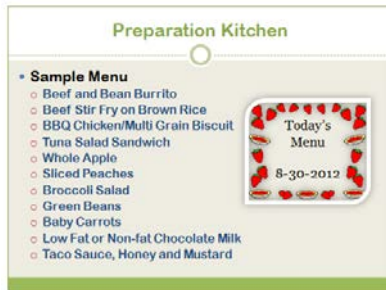 Preparation Kitchen
Sample Menu
Beef and Bean Burrito
Beef Stir Fry on Brown Rice
BBQ Chicken/Multi Grain Biscuit
Tuna Salad Sandwich
Whole Apple
Sliced Peaches
Broccoli Salad
Green Beans
Baby Carrots
Low Fat or Non-fat Chocolate Milk
Taco Sauce, Honey and Mustard
Today's
Menu
8-30-2012